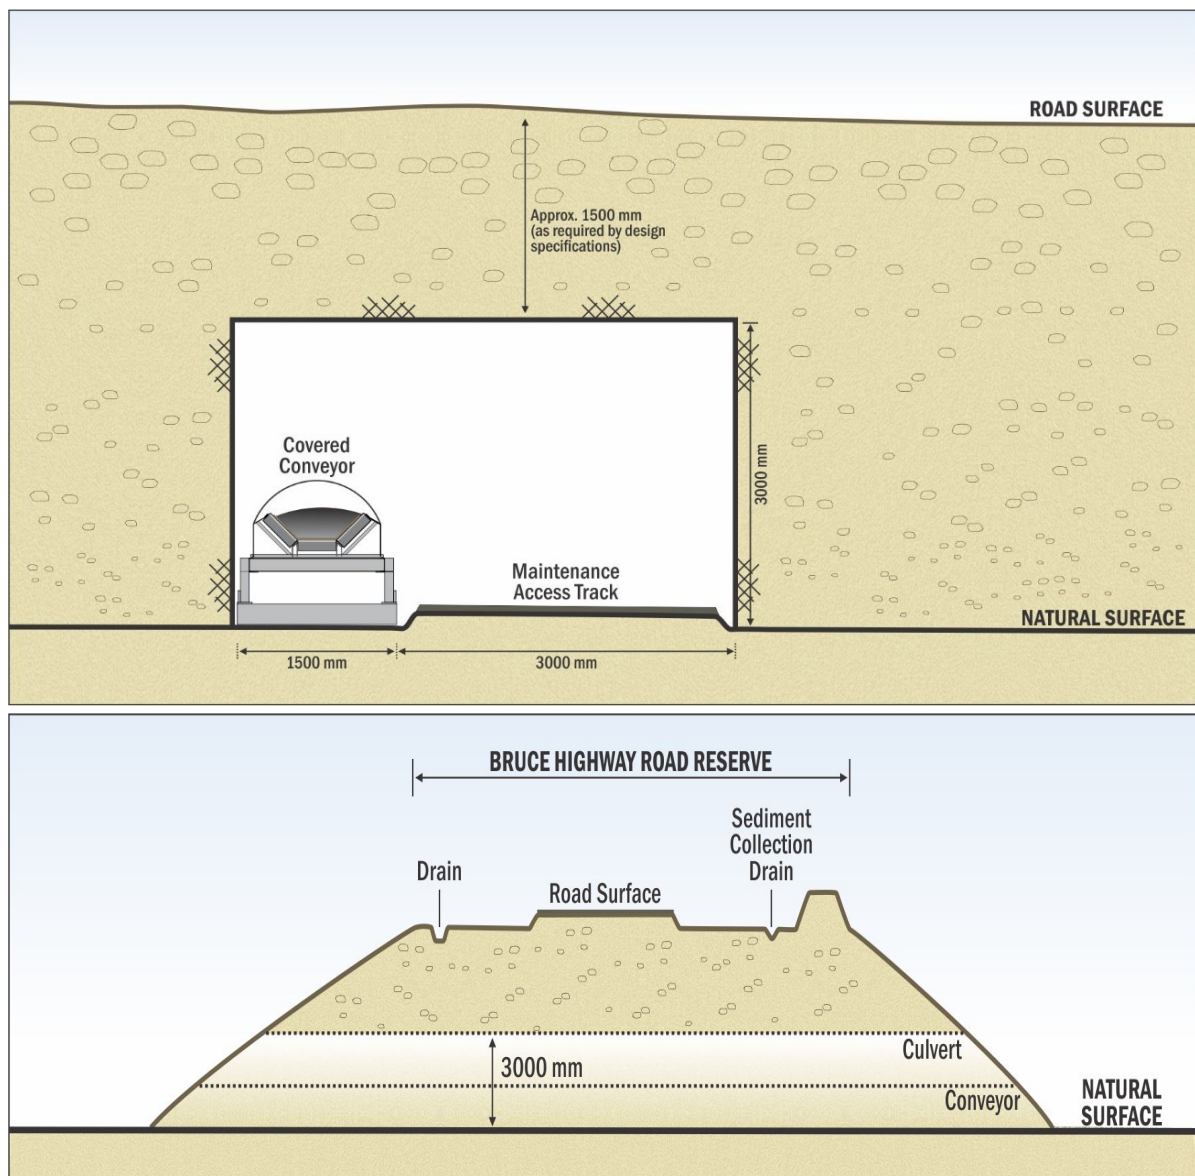 ROAD SURFACE
Approx. 1500 mm
(as required by design
specifications)
Covered
Conveyor
3000 mm
Maintenance
Access Track
NATURAL SURFACE
1500 mm
3000 mm
BRUCE HIGHWAY ROAD RESERVE
Sediment
Collection
Drain
Drain
Road Surface
Culvert
3000 mm
Conveyor
NATURAL
SURFACE